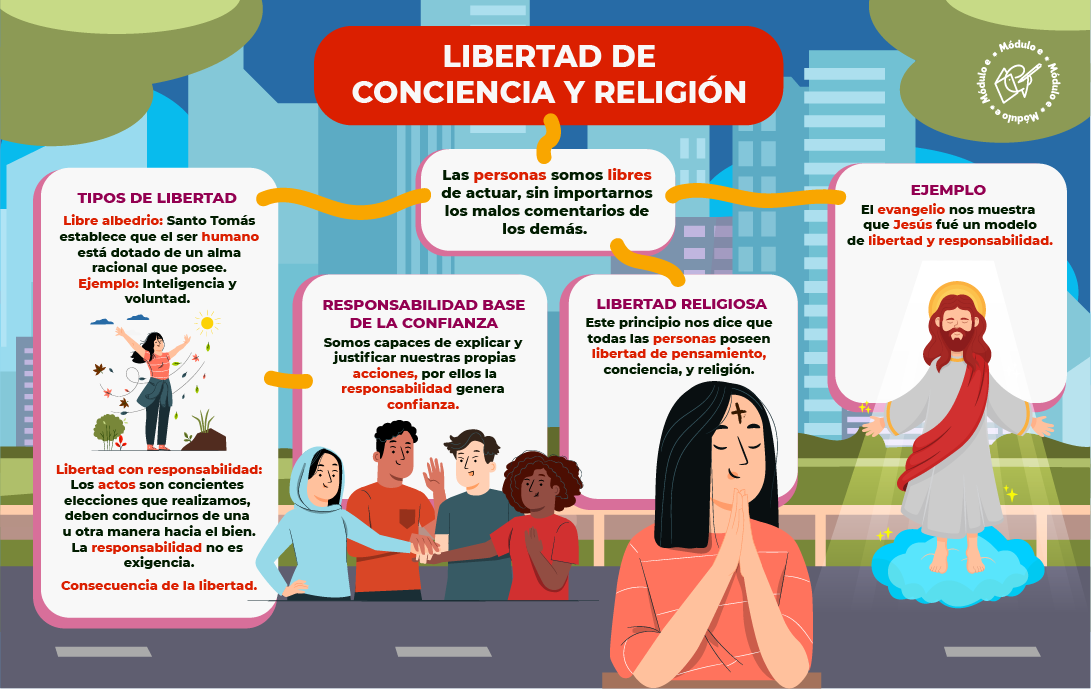 LIBERTAD DE
CONCIENCIA Y RELIGIÓN
Módulo e • Módulo e • Módulo e • Módulo e •
Las personas somos libres
de actuar, sin importarnos
los malos comentarios de
los demás.
TIPOS DE LIBERTAD
Libre albedrio: Santo Tomás
establece que el ser humano
está dotado de un alma
racional que posee.
Ejemplo: Inteligencia y
voluntad.
Libertad con responsabilidad:
Los actos son concientes
elecciones que realizamos,
deben conducirnos de una
u otra manera hacia el bien.
La responsabilidad no es
exigencia.
Consecuencia de la libertad.
RESPONSABILIDAD BASE
DE LA CONFIANZA
Somos capaces de explicar y
justificar nuestras propias
acciones, por ellos la
responsabilidad genera
confianza.
LIBERTAD RELIGIOSA
Este principio nos dice que
todas las personas poseen
libertad de pensamiento,
conciencia, y religión.
EJEMPLO
El evangelio nos muestra
que Jesús fué un modelo
de libertad y responsabilidad.